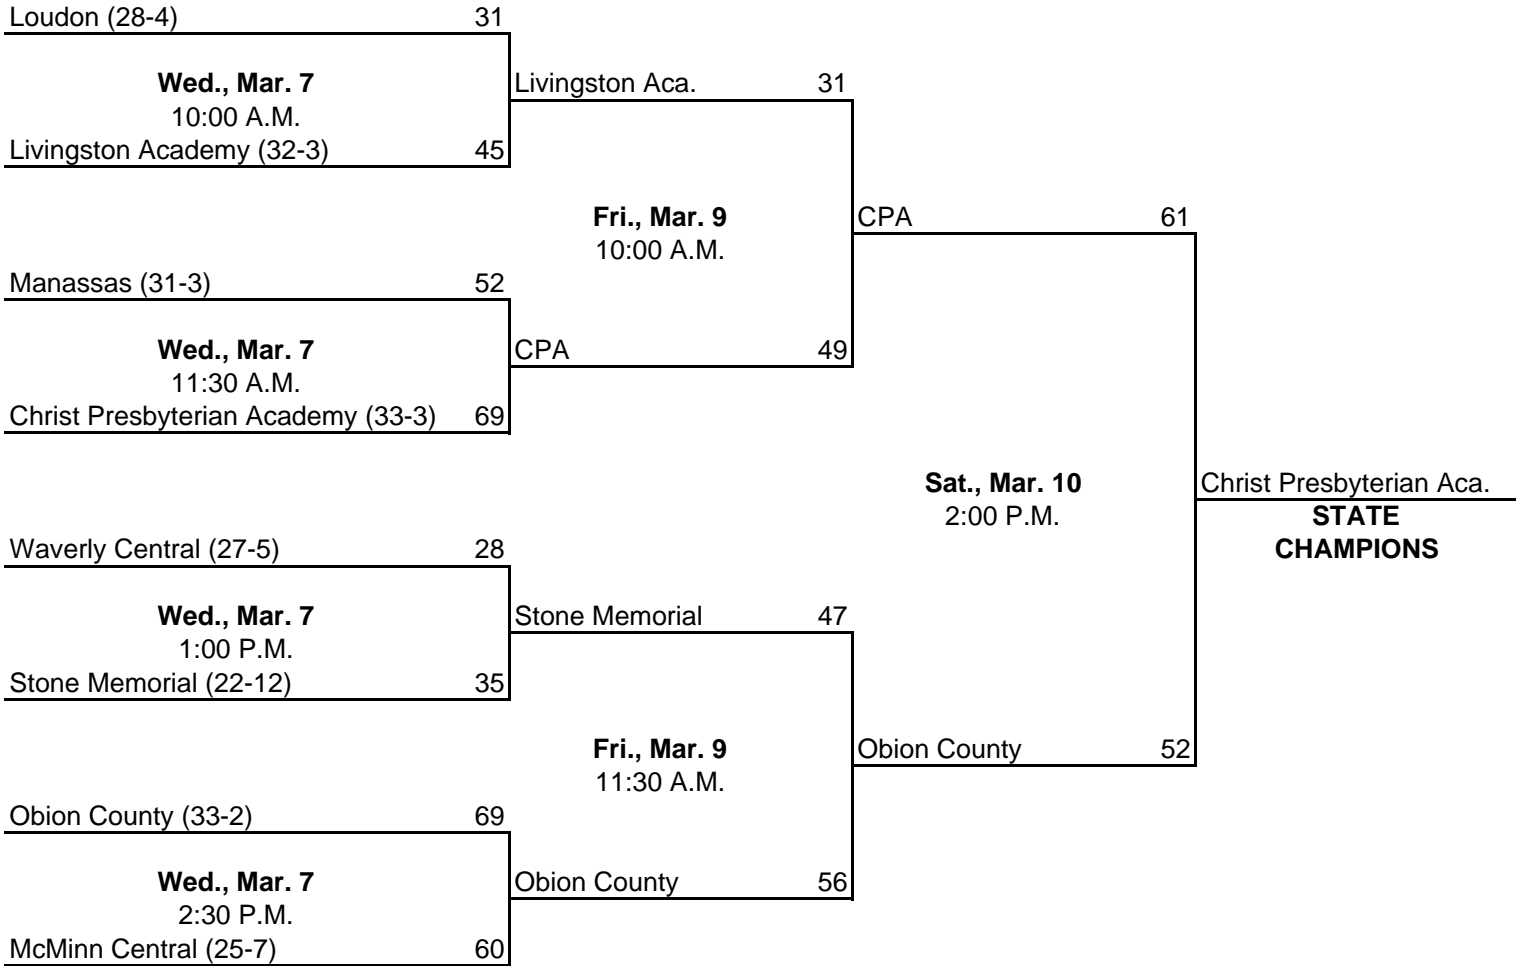 Loudon (28-4) 31
Wed., Mar. 7
10:00 A.M.
Livingston Academy (32-3) 45
Livingston Aca. 31
Fri., Mar. 9
10:00 A.M.
Manassas (31-3) 52
Wed., Mar. 7
11:30 A.M.
Christ Presbyterian Academy (33-3) 69
CPA 49
CPA 61
Sat., Mar. 10
2:00 P.M.
Christ Presbyterian Aca.
STATE
CHAMPIONS
Waverly Central (27-5) 28
Wed., Mar. 7
1:00 P.M.
Stone Memorial (22-12) 35
Stone Memorial 47
Fri., Mar. 9
11:30 A.M.
Obion County 52
Obion County (33-2) 69
Wed., Mar. 7
2:30 P.M.
McMinn Central (25-7) 60
Obion County 56